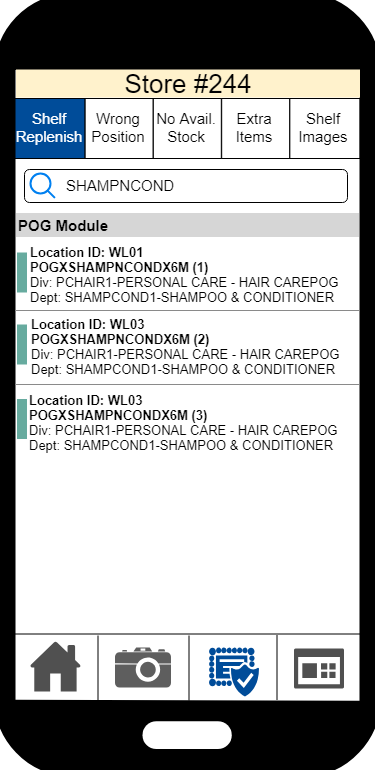 Store #244
Shelf Replenish
Wrong Position
No Avail. Stock
Extra Items
Shelf Images
SHAMPNCOND
POG Module
Location ID: WL01
POGXSHAMPNCONDX6M (1)
Div: PCHAIR1-PERSONAL CARE - HAIR CAREPOG
Dept: SHAMPCOND1-SHAMPOO & CONDITIONER
Location ID: WL03
POGXSHAMPNCONDX6M (2)
Div: PCHAIR1-PERSONAL CARE - HAIR CAREPOG
Dept: SHAMPCOND1-SHAMPOO & CONDITIONER
Location ID: WL03
POGXSHAMPNCONDX6M (3)
Div: PCHAIR1-PERSONAL CARE - HAIR CAREPOG
Dept: SHAMPCOND1-SHAMPOO & CONDITIONER